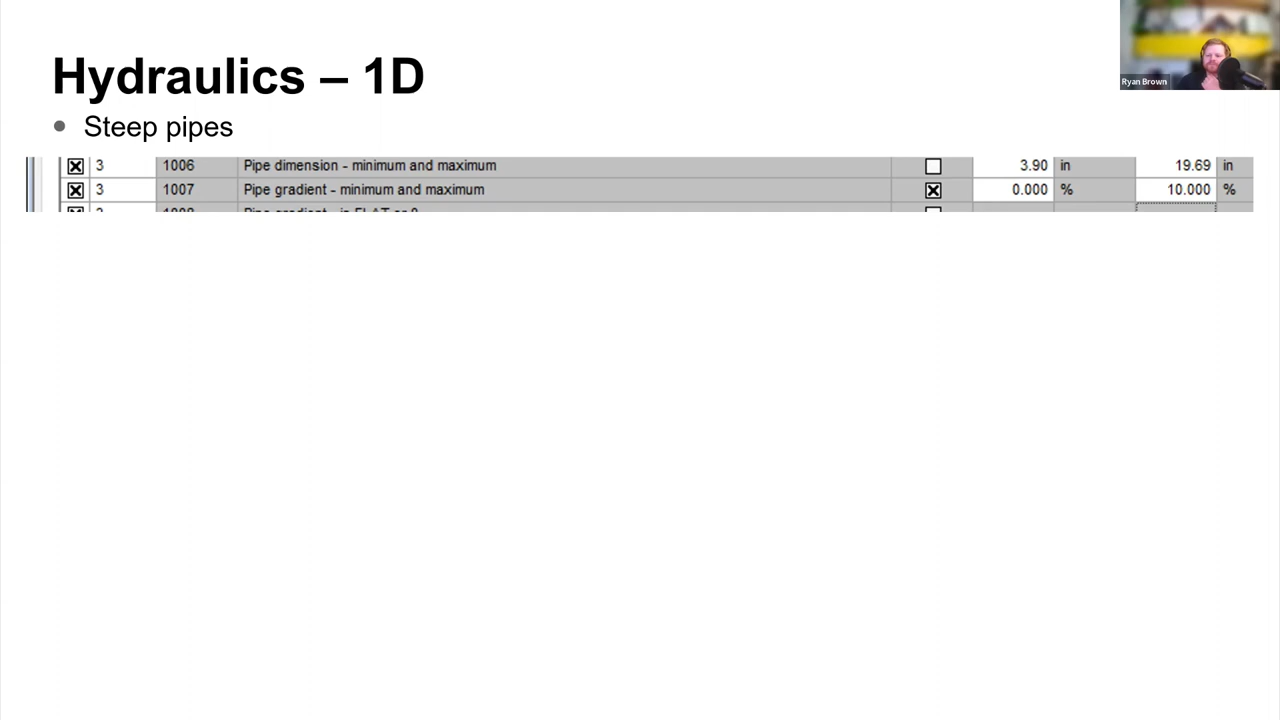 Hydraulics – 1D
Ryan Brown
• Steep pipes
3 1006 Pipe dimension - minimum and maximum 3.90 in 19.69 in
3 1007 Pipe gradient - minimum and maximum 0.000 % 10.000 %